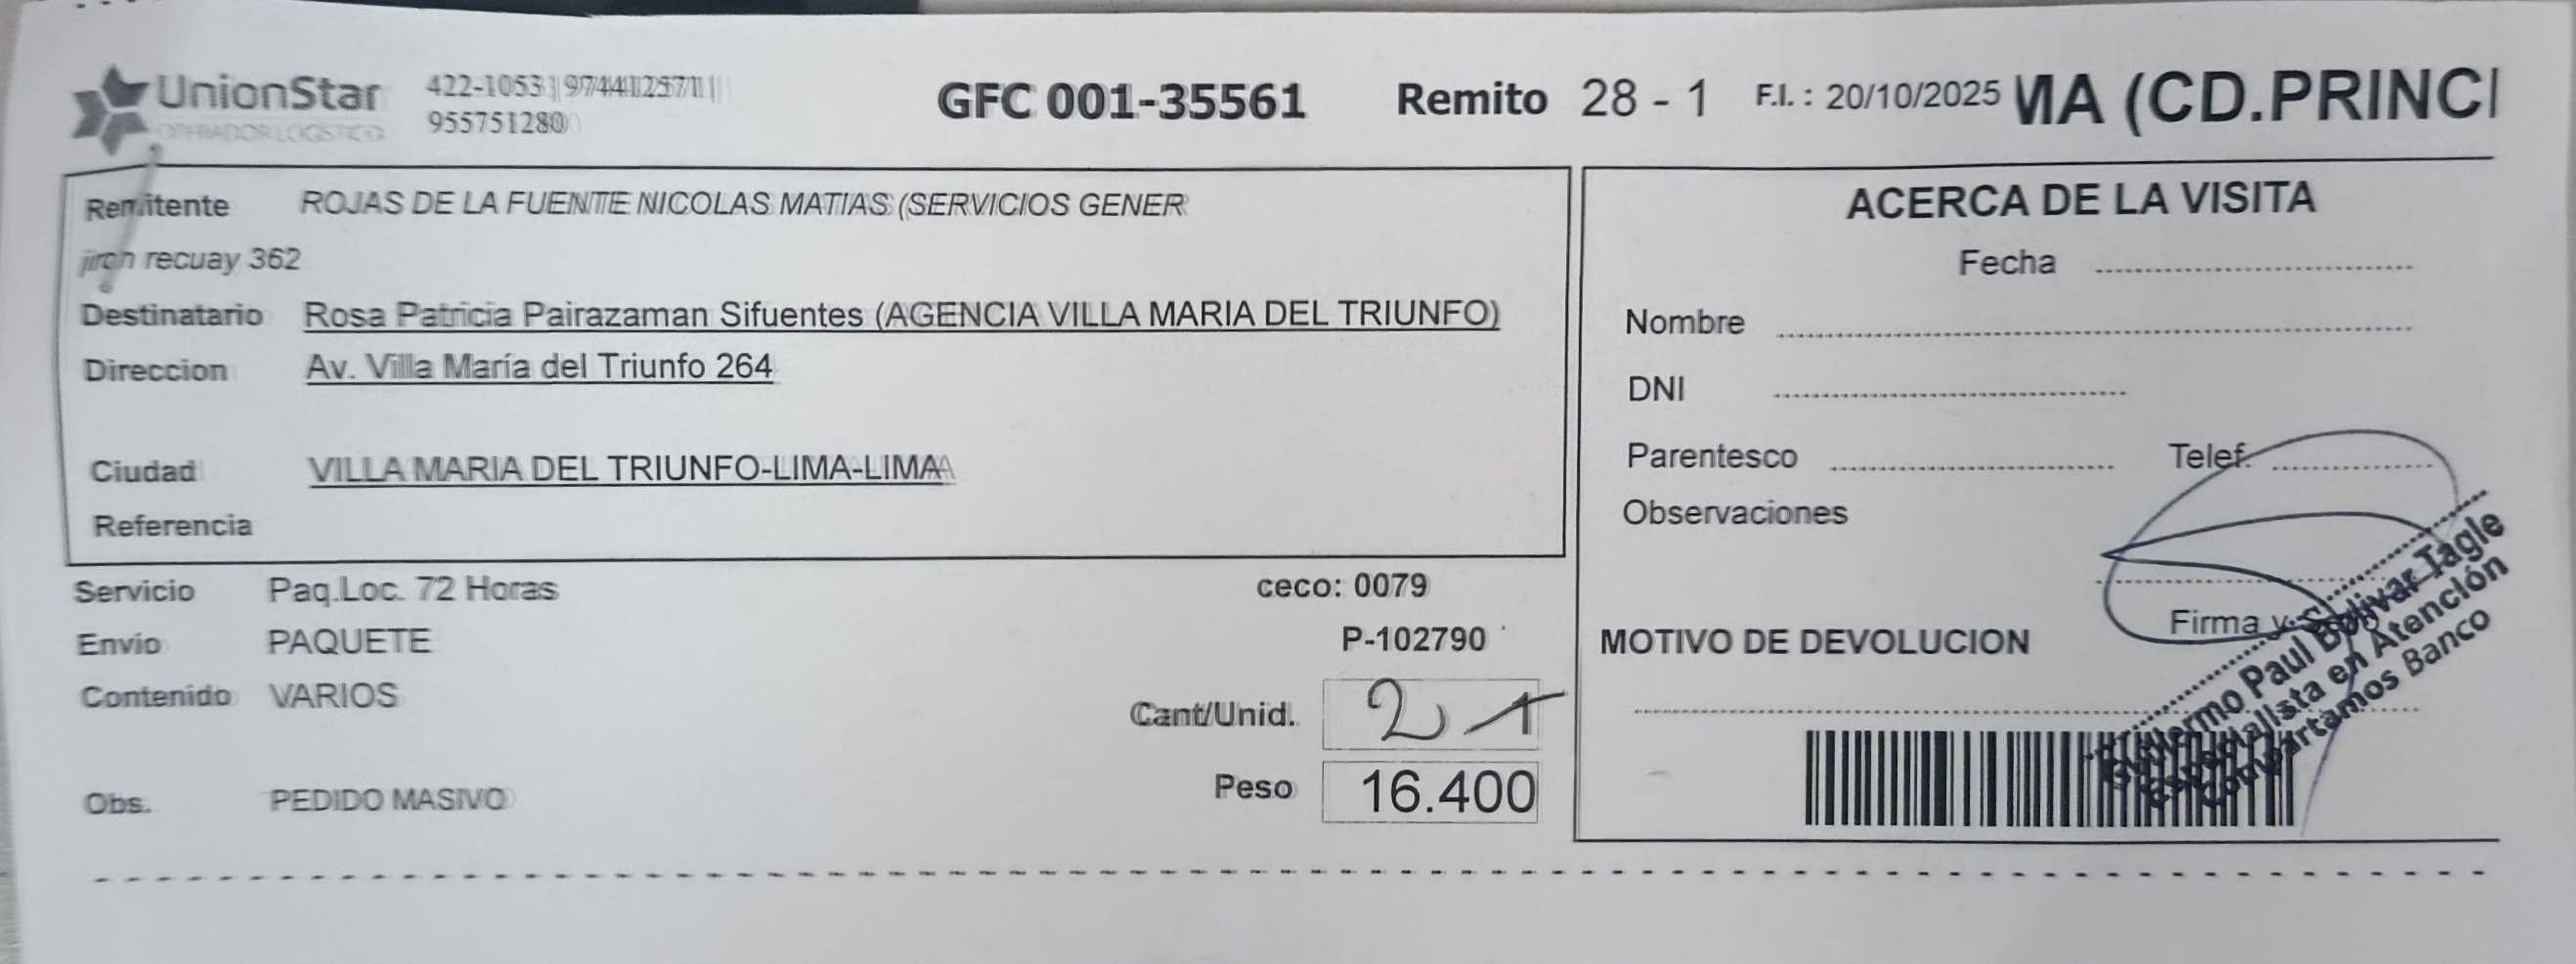 UnionStar
OPERADOR LOGÍSTICO
422-1053 | 974412571 |
955751280
GFC 001-35561
Remito 28 - 1
F.I. : 20/10/2025
MA (CD.PRINCI
Remitente ROJAS DE LA FUENTE NICOLAS MATIAS (SERVICIOS GENER
jiron recuay 362
Destinatario Rosa Patricia Pairazaman Sifuentes (AGENCIA VILLA MARIA DEL TRIUNFO)
Direccion Av. Villa María del Triunfo 264
Ciudad VILLA MARIA DEL TRIUNFO-LIMA-LIMA
Referencia
Servicio Paq.Loc. 72 Horas
ceco: 0079
Envio PAQUETE
P-102790
Contenido VARIOS
Cant/Unid. 2 1
Peso 16.400
Obs. PEDIDO MASIVO
ACERCA DE LA VISITA
Fecha
Nombre
DNI
Parentesco
Telef.
Observaciones
Firma y
MOTIVO DE DEVOLUCION
Guillermo Paul Bolivar Tagle
Especialista en Atención
Compartamos Banco